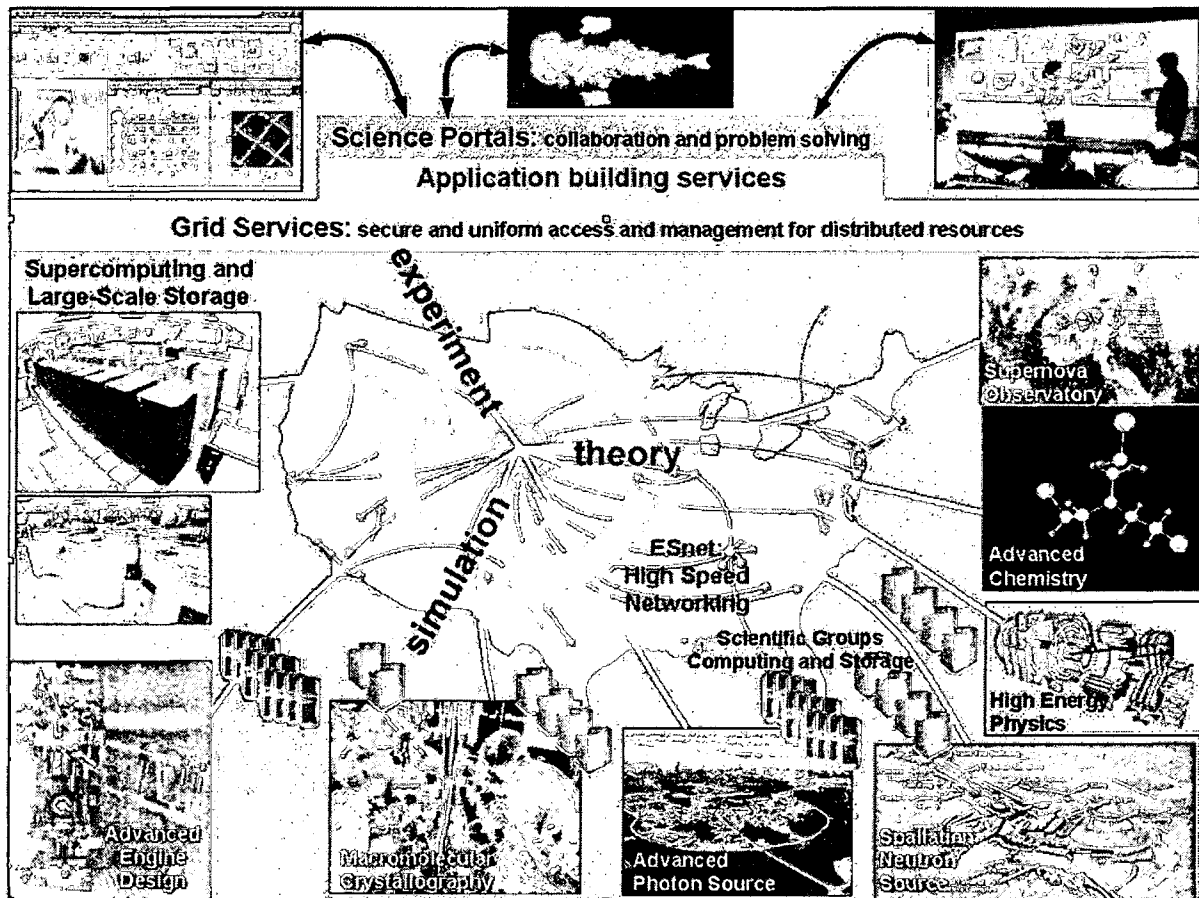 Science Portals: collaboration and problem solving
Application building services
Grid Services: secure and uniform access and management for distributed resources
Supercomputing and
Large-Scale Storage
experiment
theory
simulation
ESnet:
High Speed
Networking
Scientific Groups
Computing and Storage
Supernova
Observatory
Advanced
Chemistry
High Energy
Physics
Advanced
Engine
Design
Macromolecular
Crystallography
Advanced
Photon Source
Spallation
Neutron
Source